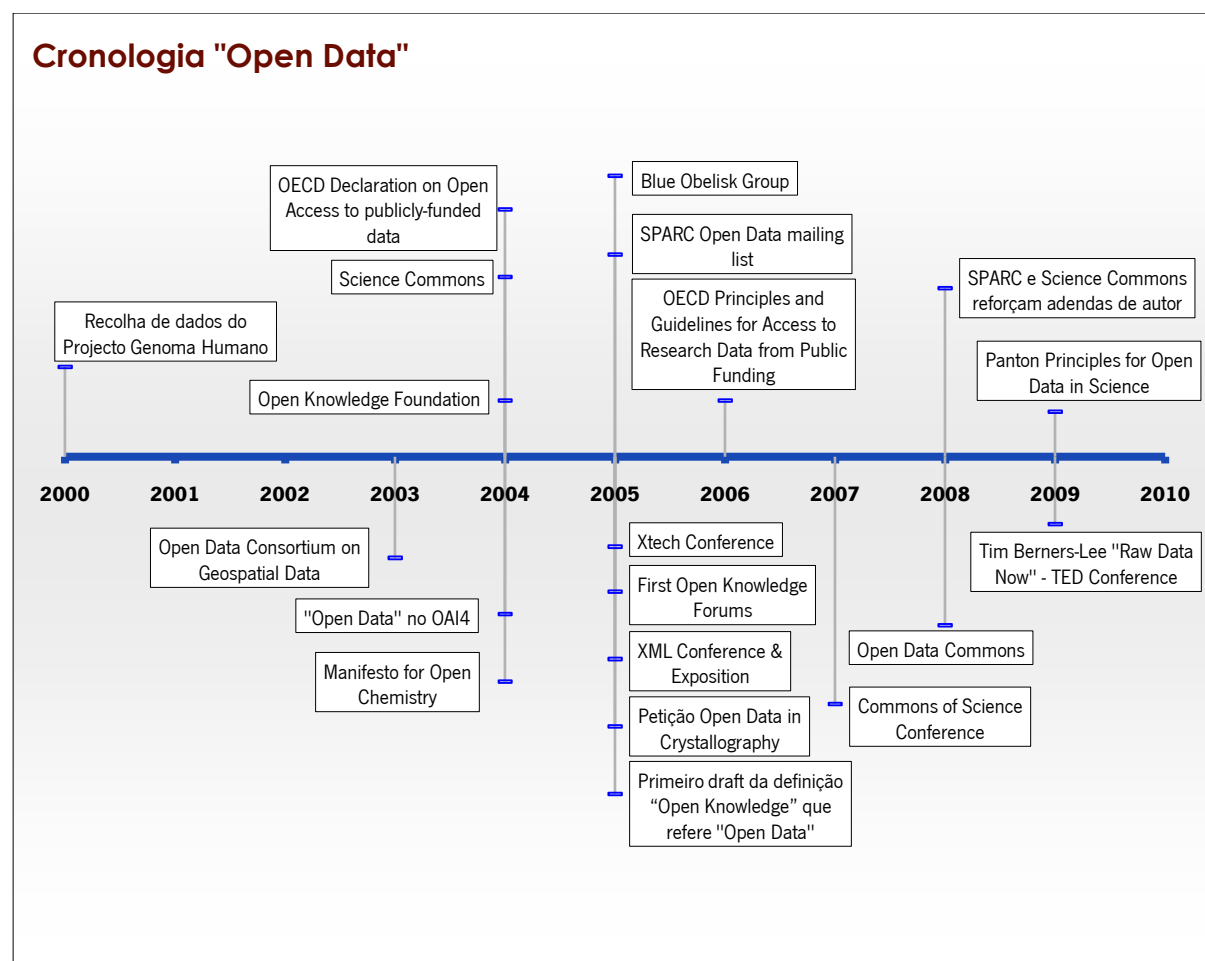 Cronologia "Open Data"
OECD Declaration on Open
Access to publicly-funded
data
Science Commons
Recolha de dados do
Projecto Genoma Humano
Open Knowledge Foundation
Blue Obelisk Group
SPARC Open Data mailing
list
OECD Principles and
Guidelines for Access to
Research Data from Public
Funding
SPARC e Science Commons
reforçam adendas de autor
Panton Principles for Open
Data in Science
2000 2001 2002 2003 2004 2005 2006 2007 2008 2009 2010
Open Data Consortium on
Geospatial Data
"Open Data" no OAI4
Manifesto for Open
Chemistry
Xtech Conference
First Open Knowledge
Forums
XML Conference &
Exposition
Petição Open Data in
Crystallography
Primeiro draft da definição
“Open Knowledge” que
refere "Open Data"
Tim Berners-Lee "Raw Data
Now" - TED Conference
Open Data Commons
Commons of Science
Conference